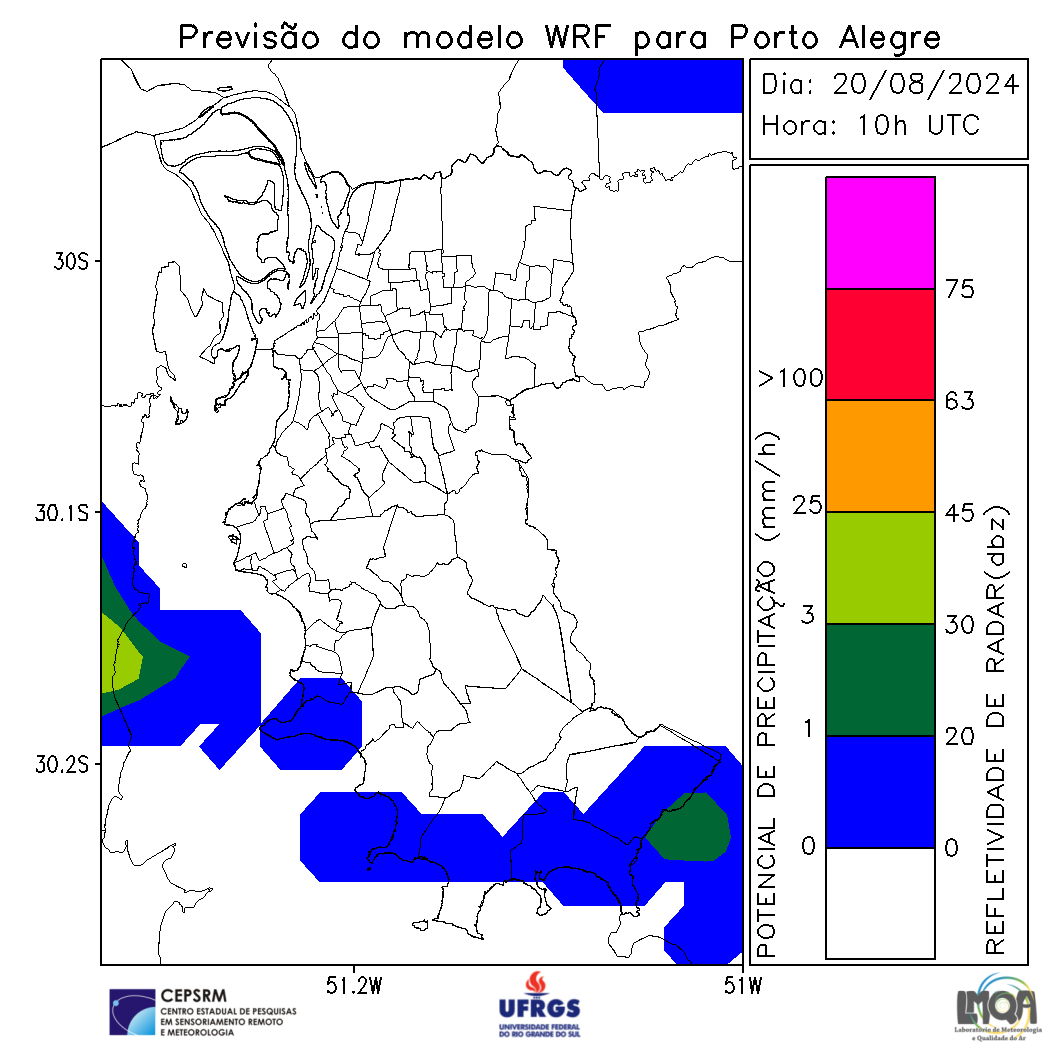 Previsão do modelo WRF para Porto Alegre
Dia: 20/08/2024
Hora: 10h UTC
30S
30.1S
30.2S
51.2W
51W
POTENCIAL DE PRECIPITAÇÃO (mm/h)
>100
25
3
1
0
75
63
45
30
20
0
REFLETIVIDADE DE RADAR(dbz)
CEPSRM
CENTRO ESTADUAL DE PESQUISAS
EM SENSORIAMENTO REMOTO
E METEOROLOGIA
UFRGS
UNIVERSIDADE FEDERAL
DO RIO GRANDE DO SUL
LMQA
Laboratório de Meteorologia
e Qualidade do Ar